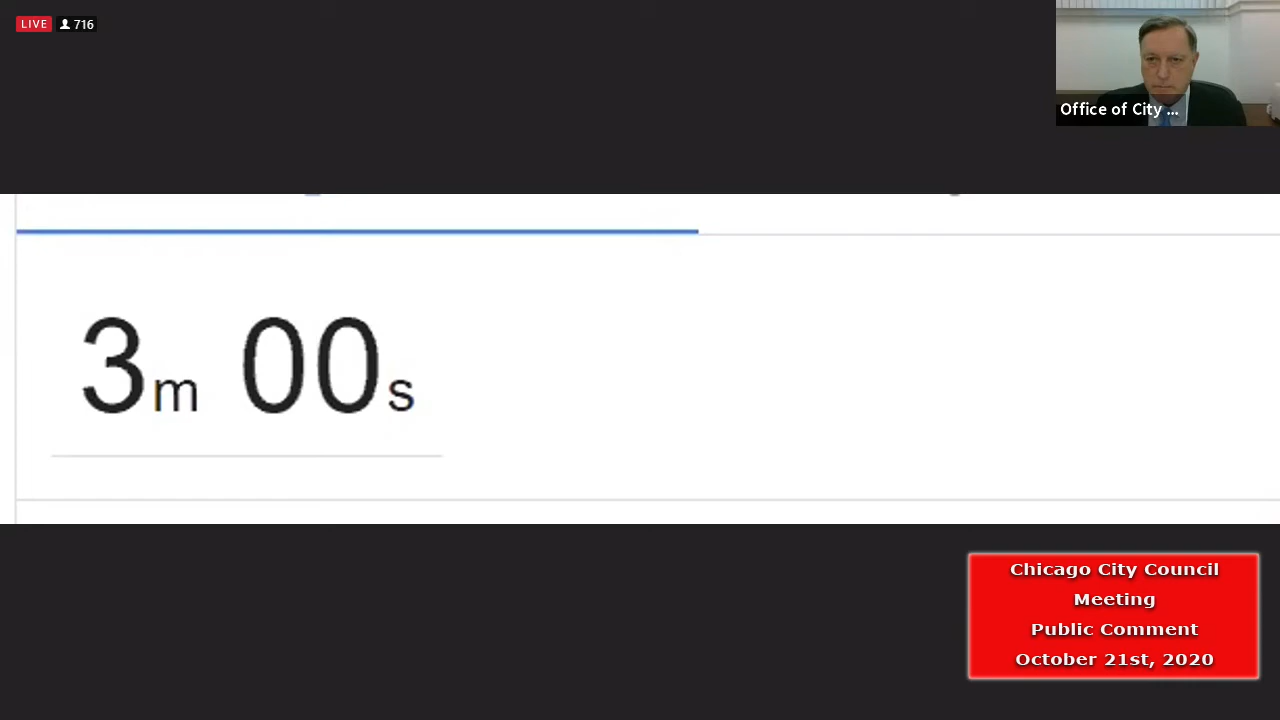 LIVE 716
Office of City ...
3m 00s
Chicago City Council
Meeting
Public Comment
October 21st, 2020